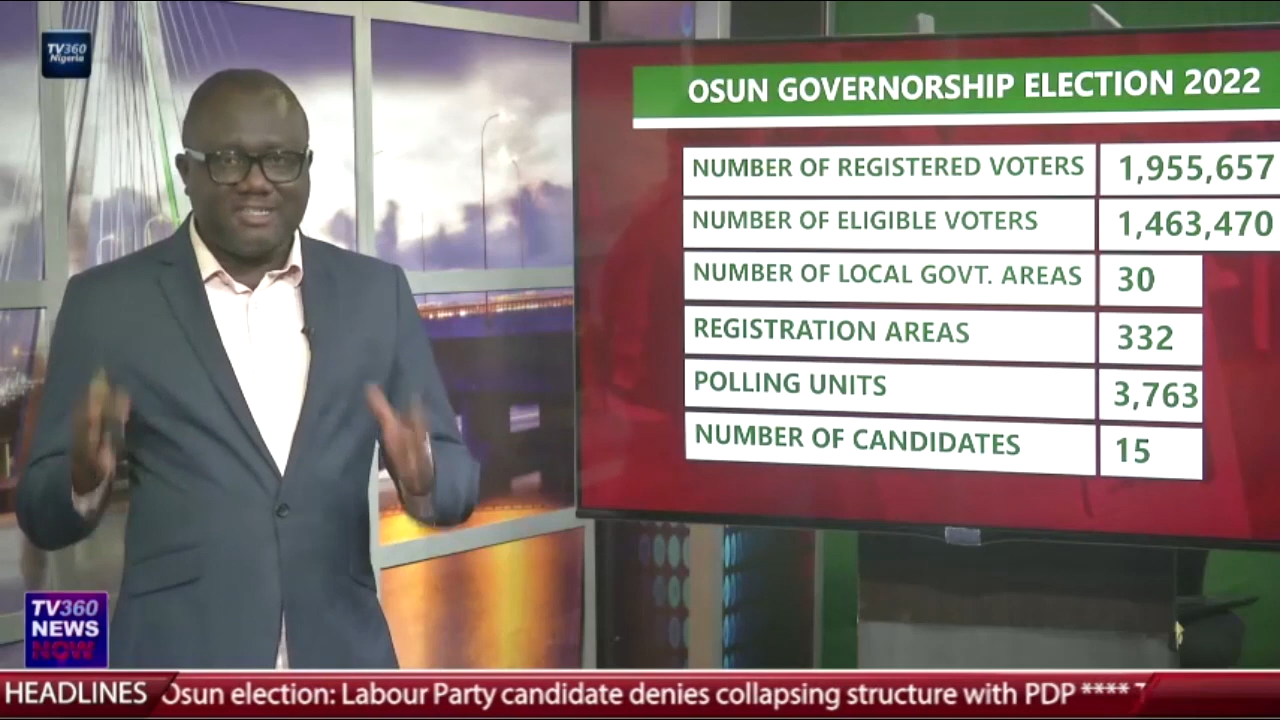 TV360
Nigeria
OSUN GOVERNORSHIP ELECTION 2022
NUMBER OF REGISTERED VOTERS 1,955,657
NUMBER OF ELIGIBLE VOTERS 1,463,470
NUMBER OF LOCAL GOVT. AREAS 30
REGISTRATION AREAS 332
POLLING UNITS 3,763
NUMBER OF CANDIDATES 15
TV360
NEWS
NOW
HEADLINES Osun election: Labour Party candidate denies collapsing structure with PDP ****